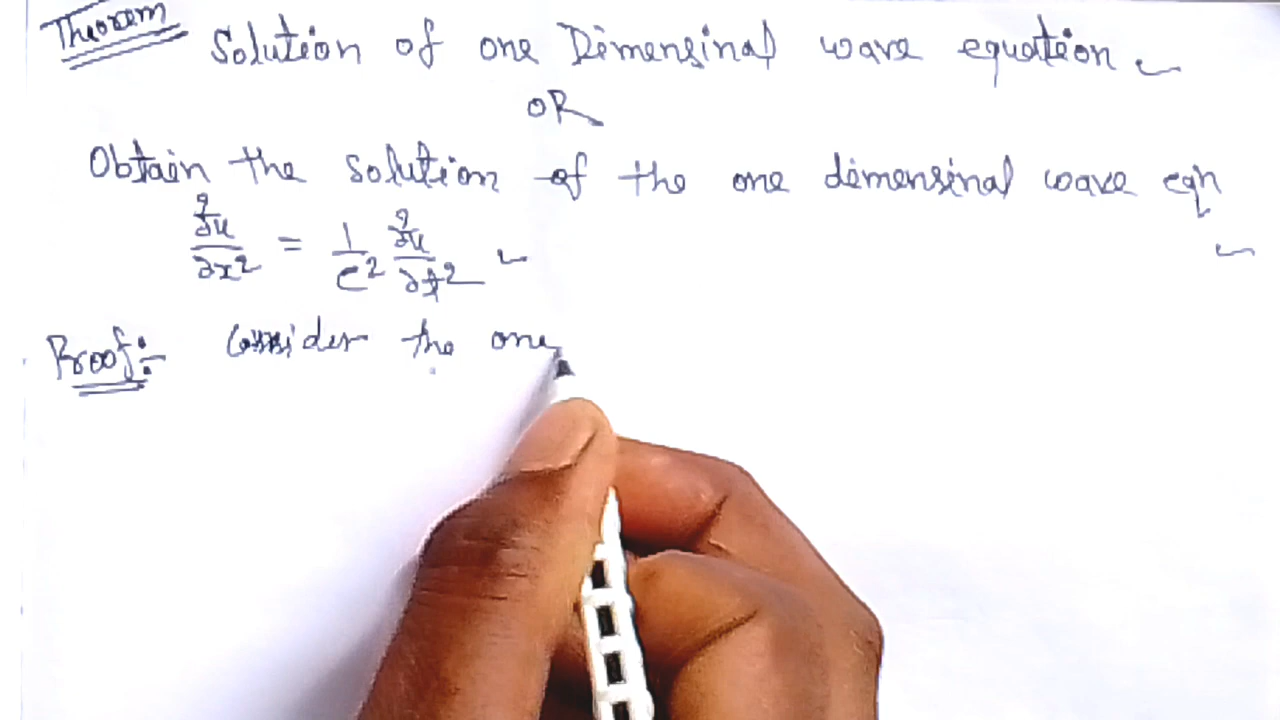 Theorem Solution of one Dimensinal wave equation
OR
Obtain the solution of the one dimensinal wave eqn
∂²u/∂x² = 1/c² ∂²u/∂t²
Proof:- Consider the one